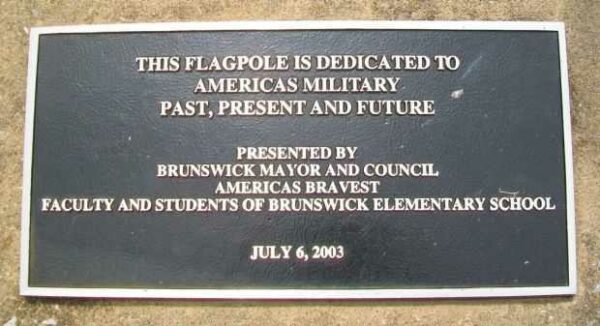 THIS FLAGPOLE IS DEDICATED TO
AMERICAS MILITARY
PAST, PRESENT AND FUTURE
PRESENTED BY
BRUNSWICK MAYOR AND COUNCIL
AMERICAS BRAVEST
FACULTY AND STUDENTS OF BRUNSWICK ELEMENTARY SCHOOL
JULY 6, 2003